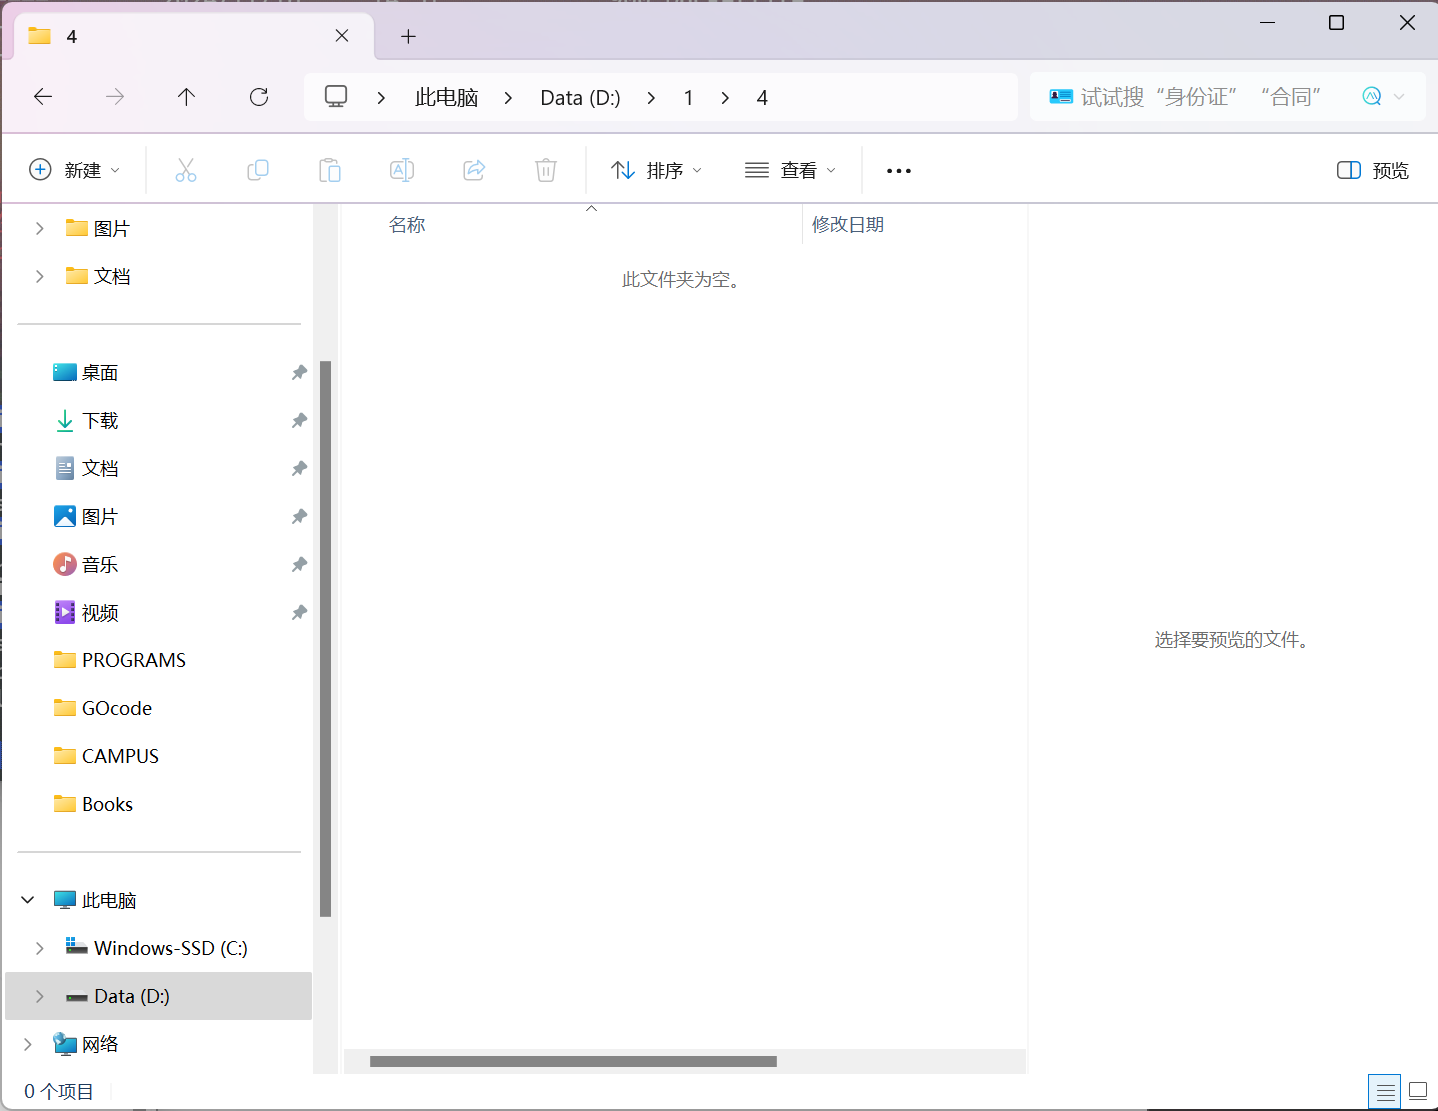 4
此电脑 Data (D:) 1 4
试试搜“身份证” “合同”
新建 排序 查看 预览
图片
文档
桌面
下载
文档
图片
音乐
视频
PROGRAMS
GOcode
CAMPUS
Books
此电脑
Windows-SSD (C:)
Data (D:)
网络
名称 修改日期
此文件夹为空。
选择要预览的文件。
0 个项目